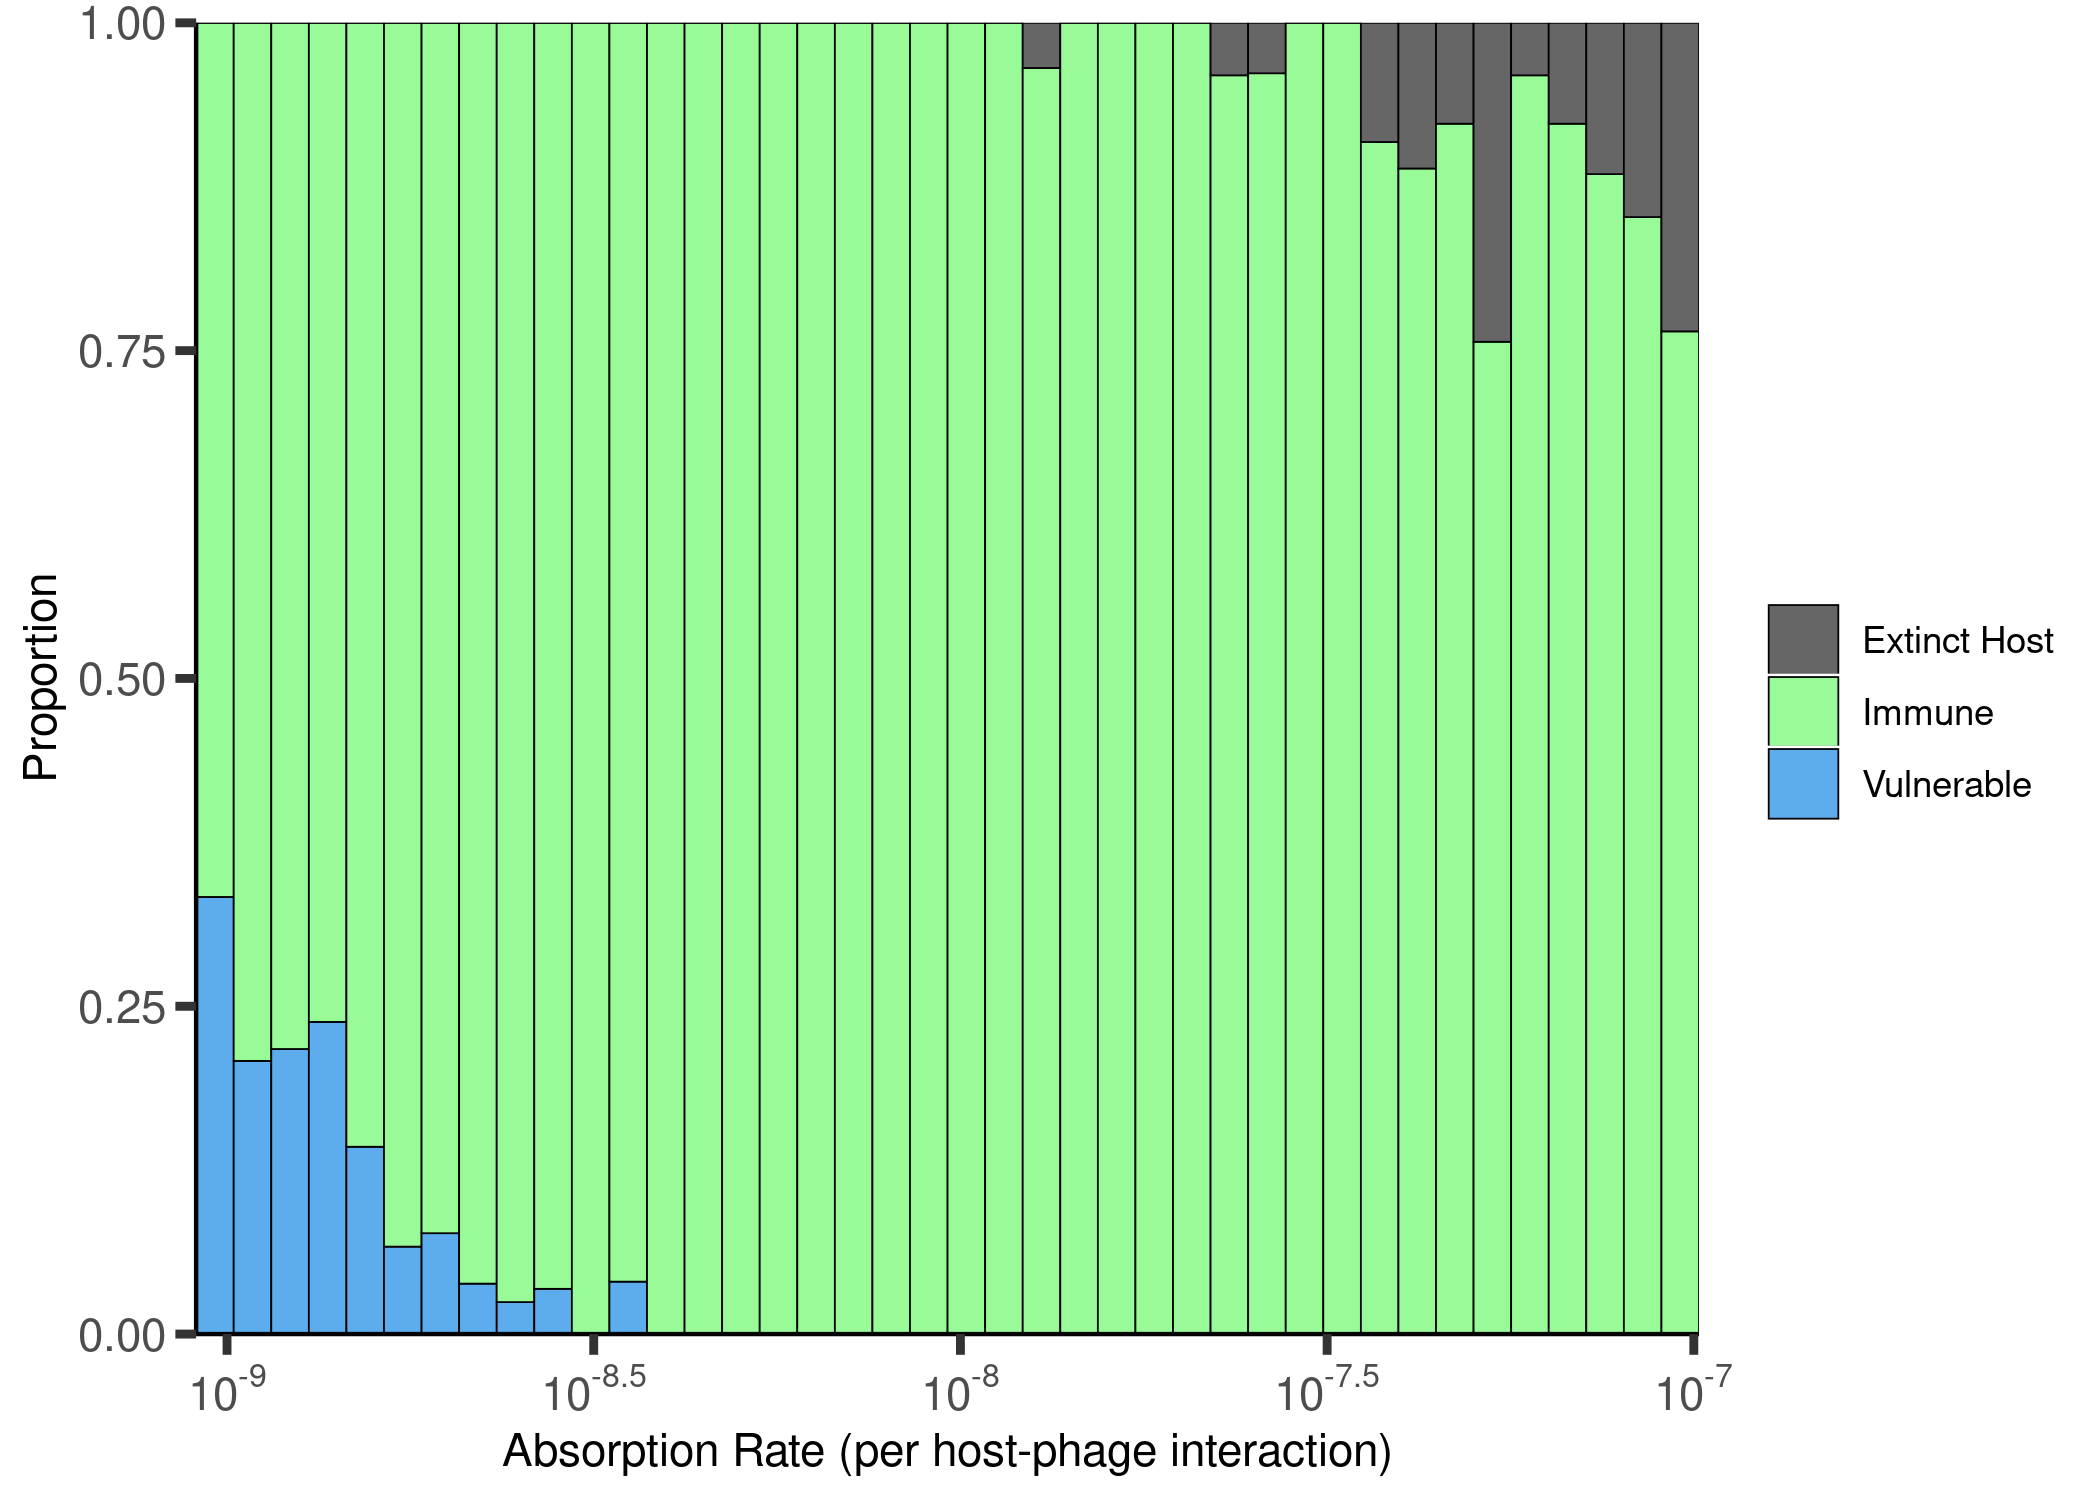 1.00
0.75
0.50
0.25
0.00
Proportion
10^-9
10^-8.5
10^-8
10^-7.5
10^-7
Absorption Rate (per host-phage interaction)
Extinct Host
Immune
Vulnerable